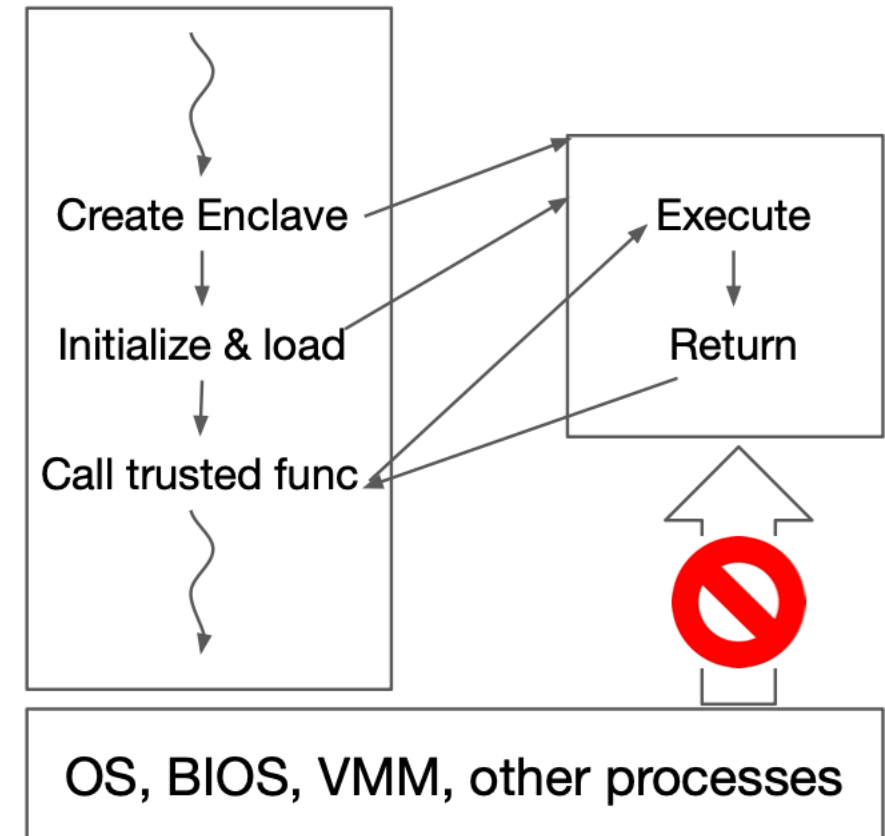 Create Enclave
Initialize & load
Call trusted func
Execute
Return
OS, BIOS, VMM, other processes